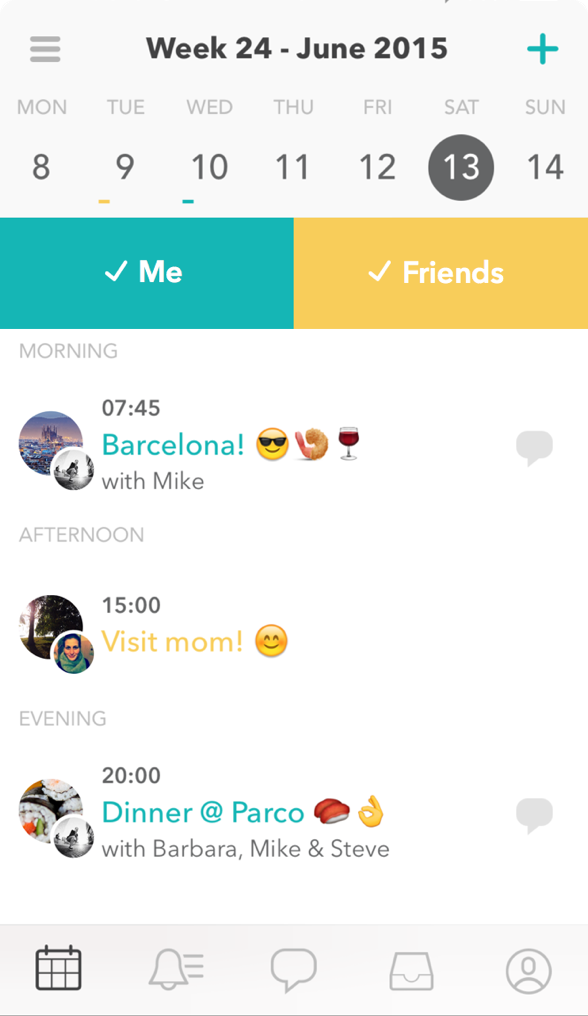 Week 24 - June 2015
MON TUE WED THU FRI SAT SUN
8 9 10 11 12 13 14
Me Friends
MORNING
07:45
Barcelona! 😎🍤🍷
with Mike
AFTERNOON
15:00
Visit mom! 😊
EVENING
20:00
Dinner @ Parco 🍣👌
with Barbara, Mike & Steve